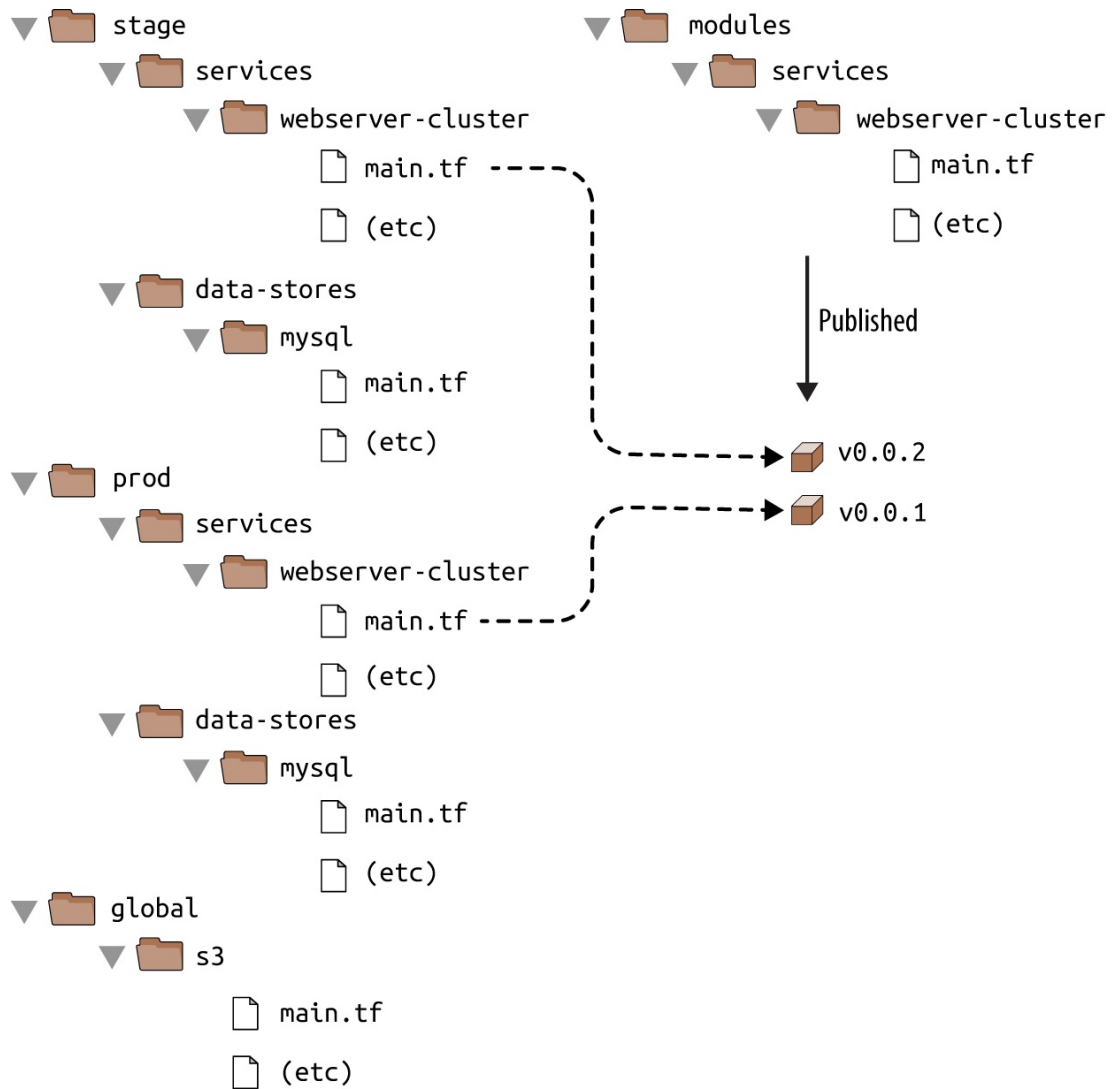 stage
services
webserver-cluster
main.tf
(etc)
data-stores
mysql
main.tf
(etc)
prod
services
webserver-cluster
main.tf
(etc)
data-stores
mysql
main.tf
(etc)
global
s3
main.tf
(etc)
modules
services
webserver-cluster
main.tf
(etc)
Published
v0.0.2
v0.0.1